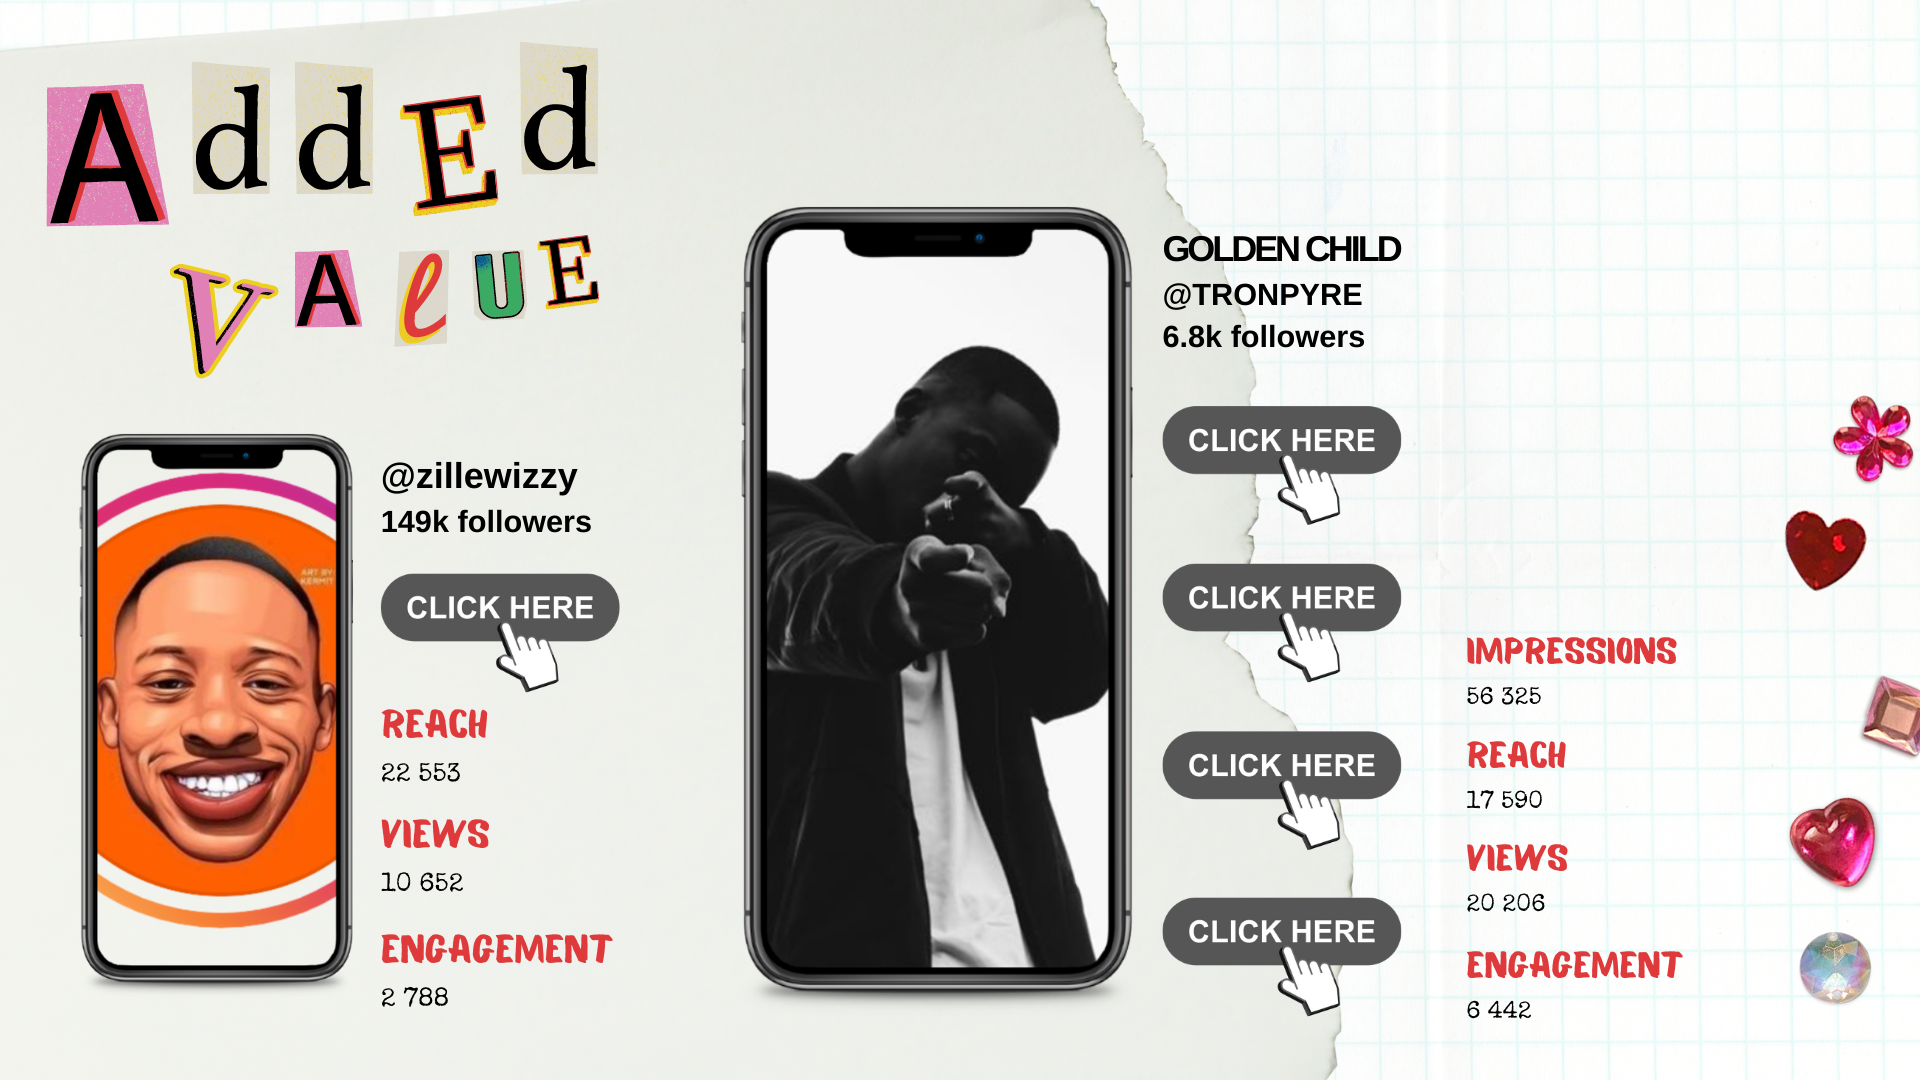 AddEd
VAlUE
@zillewizzy
149k followers
CLICK HERE
ART BY
KERMIT
REACH
22 553
VIEWS
10 652
ENGAGEMENT
2 788
GOLDEN CHILD
@TRONPYRE
6.8k followers
CLICK HERE
CLICK HERE
CLICK HERE
CLICK HERE
IMPRESSIONS
56 325
REACH
17 590
VIEWS
20 206
ENGAGEMENT
6 442